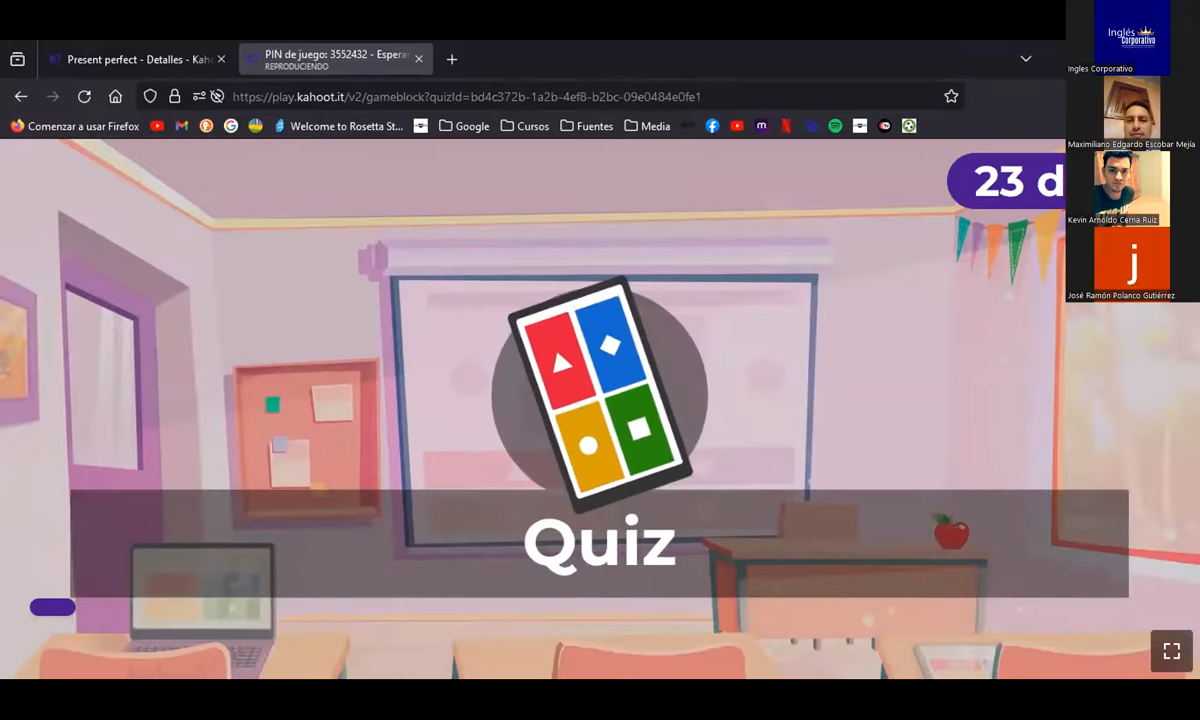 Present perfect - Detalles - Kah
PIN de juego: 3552432 - Espera
REPRODUCIENDO
https://play.kahoot.it/v2/gameblock?quizId=bd4c372b-1a2b-4ef8-b2bc-09e0484e0fe1
Comenzar a usar Firefox
Welcome to Rosetta St...
Google
Cursos
Fuentes
Media
23 d
Quiz
Inglés
Corporativo
Ingles Corporativo
Maximiliano Edgardo Escobar Mejía
Kevin Arnoldo Cerna Ruiz
j
José Ramón Polanco Gutiérrez